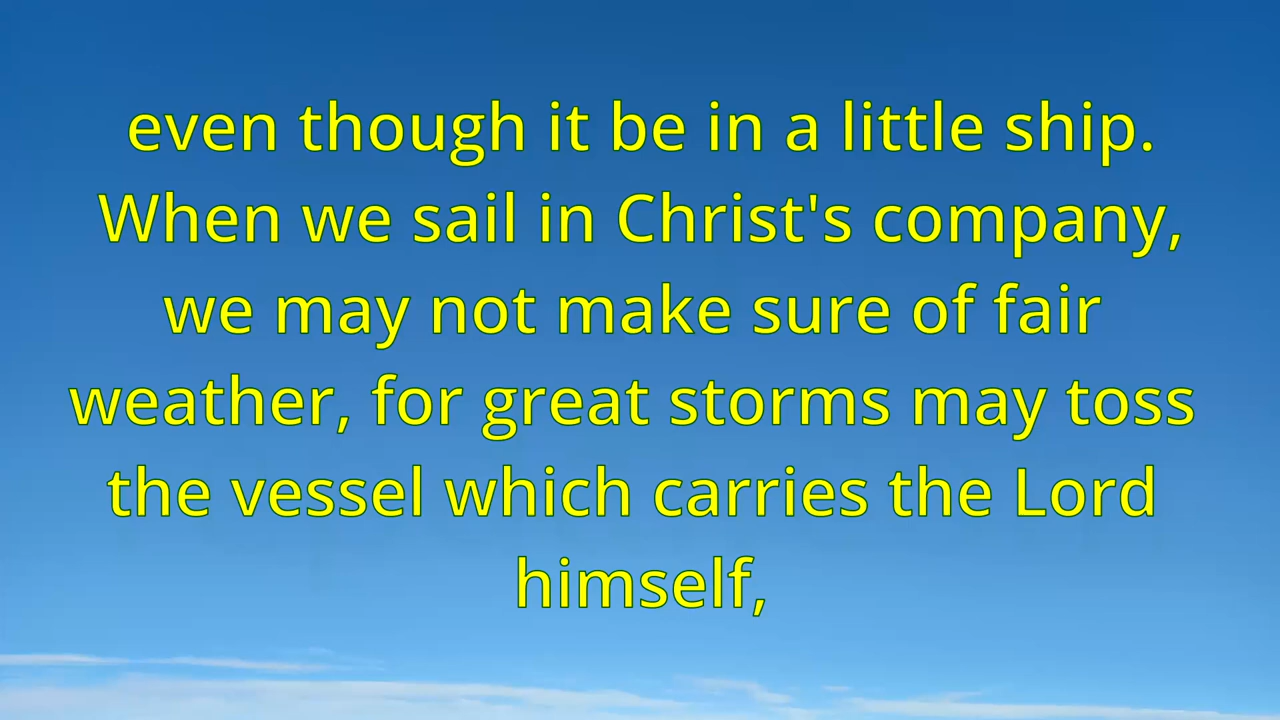 even though it be in a little ship.
When we sail in Christ's company,
we may not make sure of fair
weather, for great storms may toss
the vessel which carries the Lord
himself,